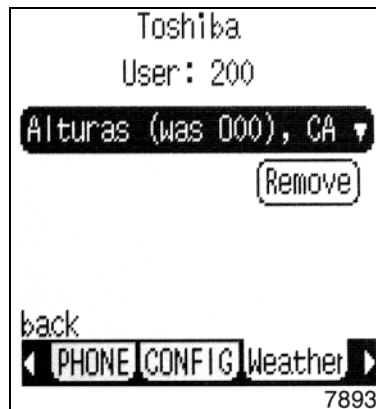 Toshiba
User: 200
Alturas (was 000), CA
Remove
back
PHONE CONFIG Weather
7893